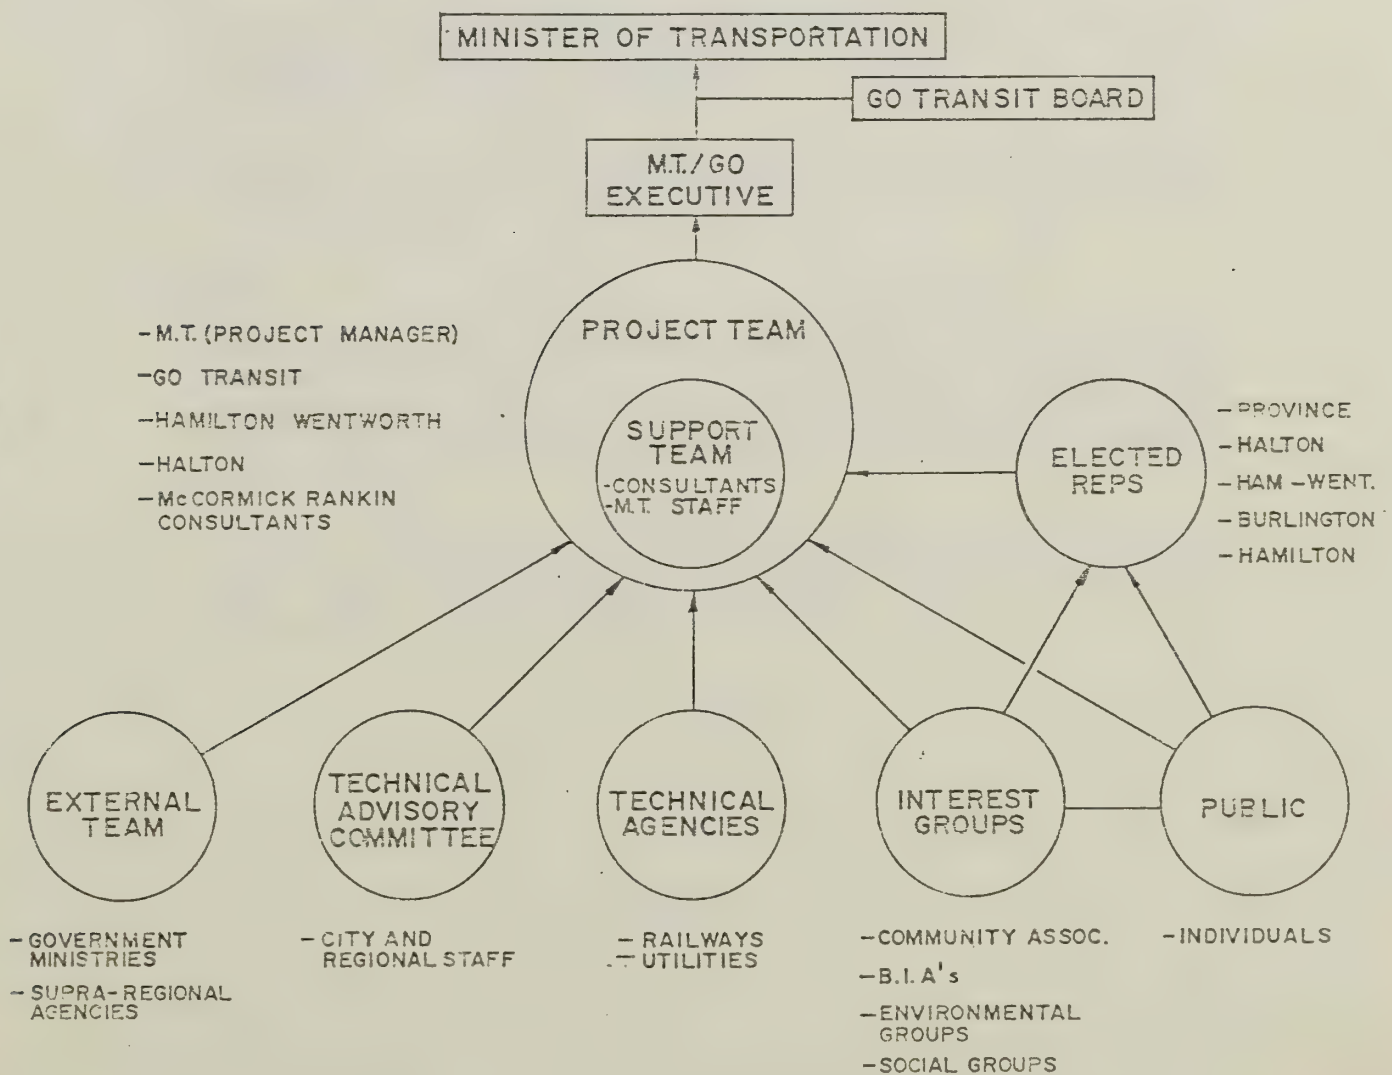 MINISTER OF TRANSPORTATION
GO TRANSIT BOARD
M.T./GO
EXECUTIVE
PROJECT TEAM
SUPPORT
TEAM
-CONSULTANTS
-M.T. STAFF
-M.T. (PROJECT MANAGER)
-GO TRANSIT
-HAMILTON WENTWORTH
-HALTON
-McCORMICK RANKIN
CONSULTANTS
ELECTED
REPS
-PROVINCE
-HALTON
-HAM-WENT.
-BURLINGTON
-HAMILTON
EXTERNAL
TEAM
-GOVERNMENT
MINISTRIES
-SUPRA-REGIONAL
AGENCIES
TECHNICAL
ADVISORY
COMMITTEE
-CITY AND
REGIONAL STAFF
TECHNICAL
AGENCIES
-RAILWAYS
-UTILITIES
INTEREST
GROUPS
-COMMUNITY ASSOC.
-B.I.A's
-ENVIRONMENTAL
GROUPS
-SOCIAL GROUPS
PUBLIC
-INDIVIDUALS